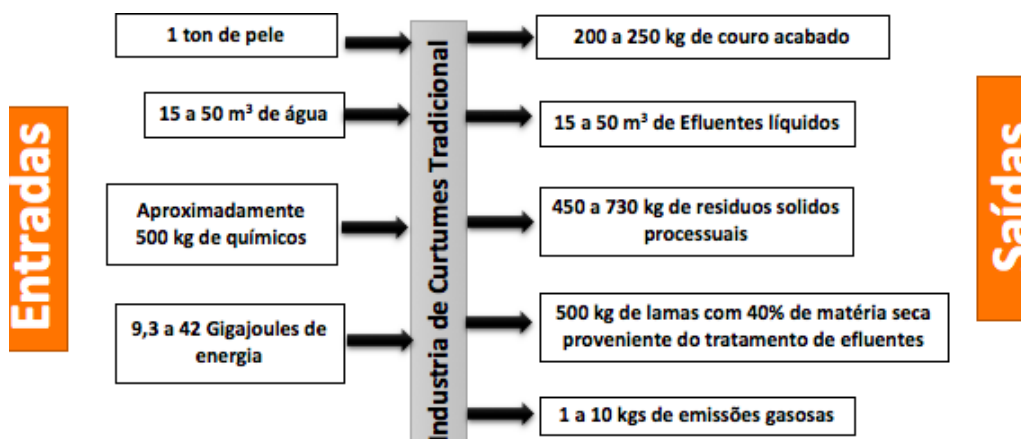 Entradas
1 ton de pele
15 a 50 m³ de água
Aproximadamente
500 kg de químicos
9,3 a 42 Gigajoules de
energia
Industria de Curtumes Tradicional
200 a 250 kg de couro acabado
15 a 50 m³ de Efluentes líquidos
450 a 730 kg de residuos solidos
processuais
500 kg de lamas com 40% de matéria seca
proveniente do tratamento de efluentes
1 a 10 kgs de emissões gasosas
Saídas